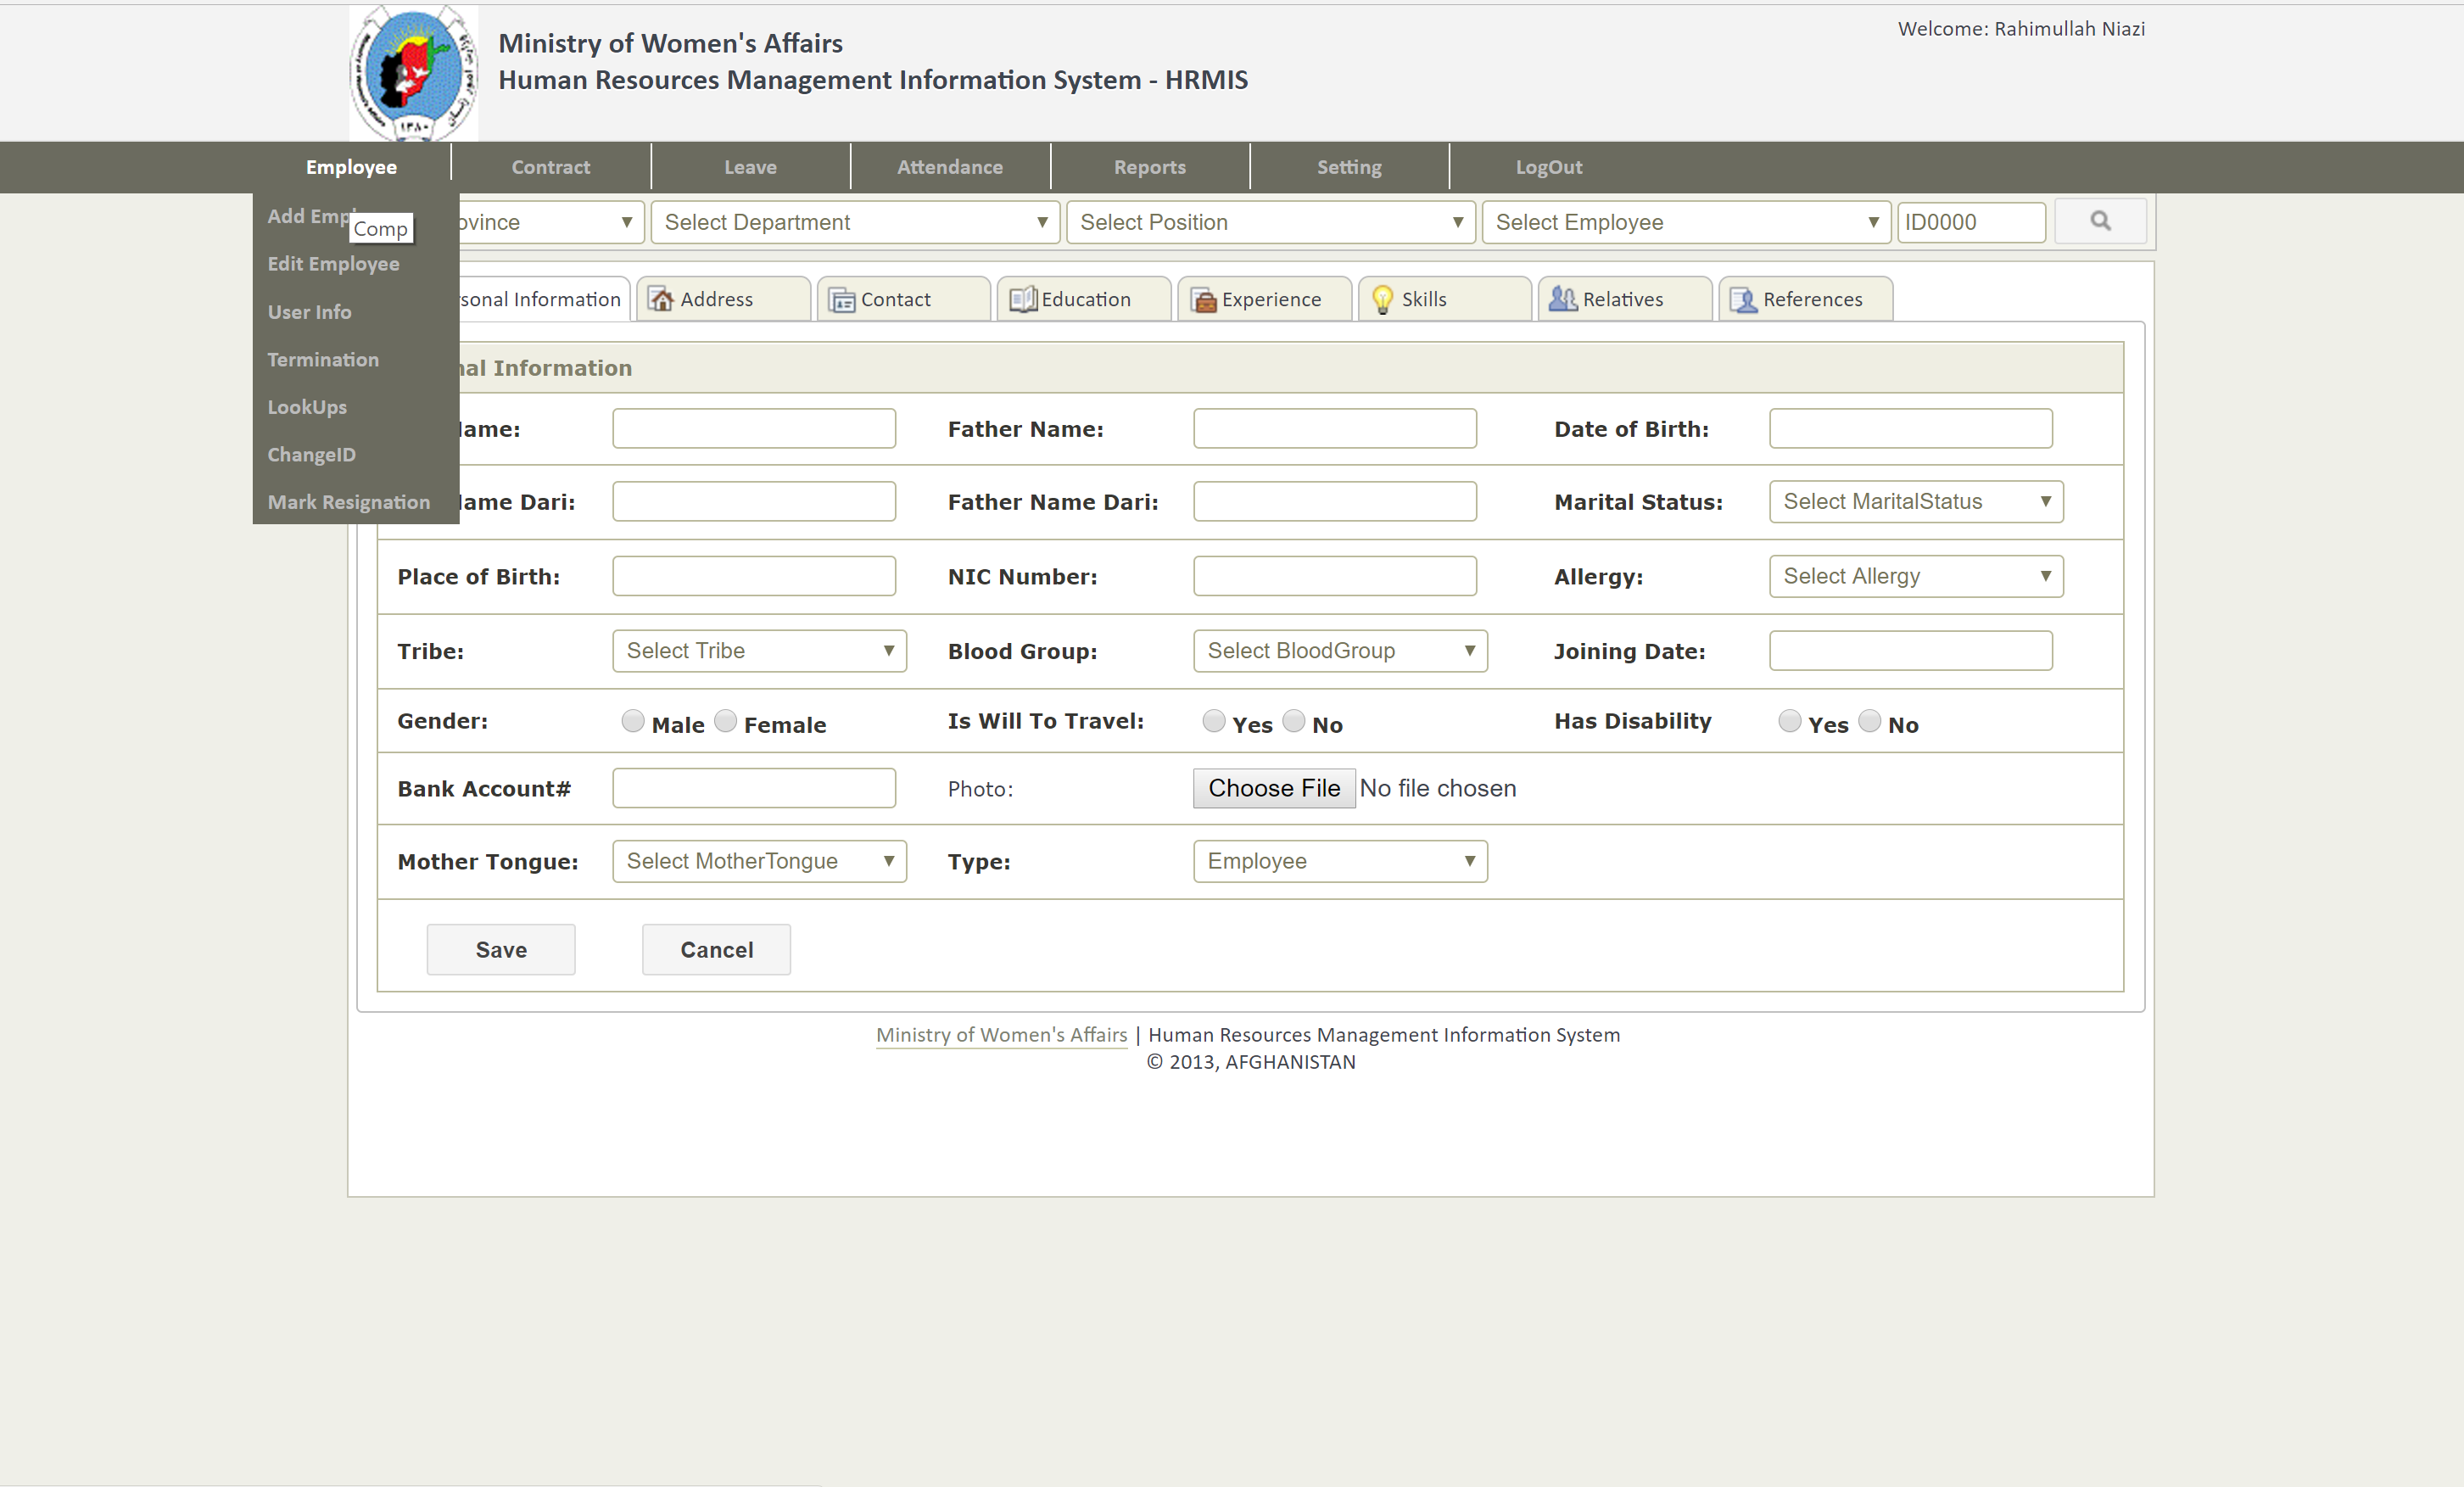 Ministry of Women's Affairs
Human Resources Management Information System - HRMIS
Welcome: Rahimullah Niazi
۱۳۸۰
Employee
Contract
Leave
Attendance
Reports
Setting
LogOut
Add Emp
Comp
Edit Employee
User Info
Termination
LookUps
ChangeID
Mark Resignation
ovince
Select Department
Select Position
Select Employee
ID0000
sonal Information
Address
Contact
Education
Experience
Skills
Relatives
References
nal Information
ame:
Father Name:
Date of Birth:
ame Dari:
Father Name Dari:
Marital Status:
Select MaritalStatus
Place of Birth:
NIC Number:
Allergy:
Select Allergy
Tribe:
Select Tribe
Blood Group:
Select BloodGroup
Joining Date:
Gender:
Male
Female
Is Will To Travel:
Yes
No
Has Disability
Yes
No
Bank Account#
Photo:
Choose File
No file chosen
Mother Tongue:
Select MotherTongue
Type:
Employee
Save
Cancel
Ministry of Women's Affairs | Human Resources Management Information System
© 2013, AFGHANISTAN